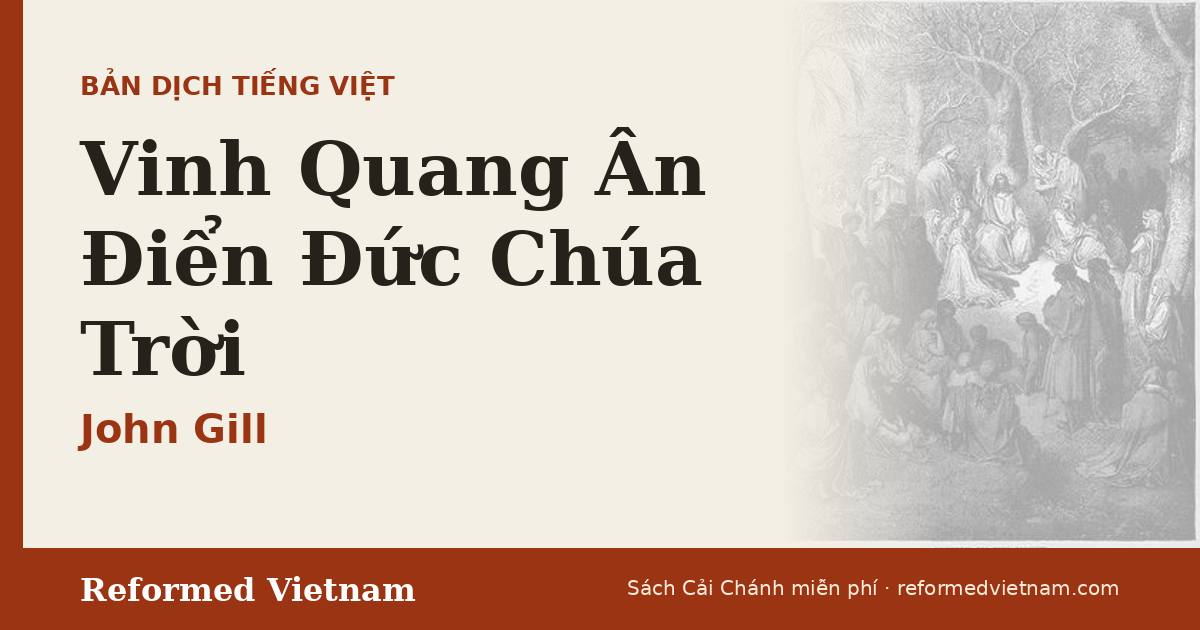 BẢN DỊCH TIẾNG VIỆT
Vinh Quang Ân
Điển Đức Chúa
Trời
John Gill
Reformed Vietnam
Sách Cải Chánh miễn phí · reformedvietnam.com